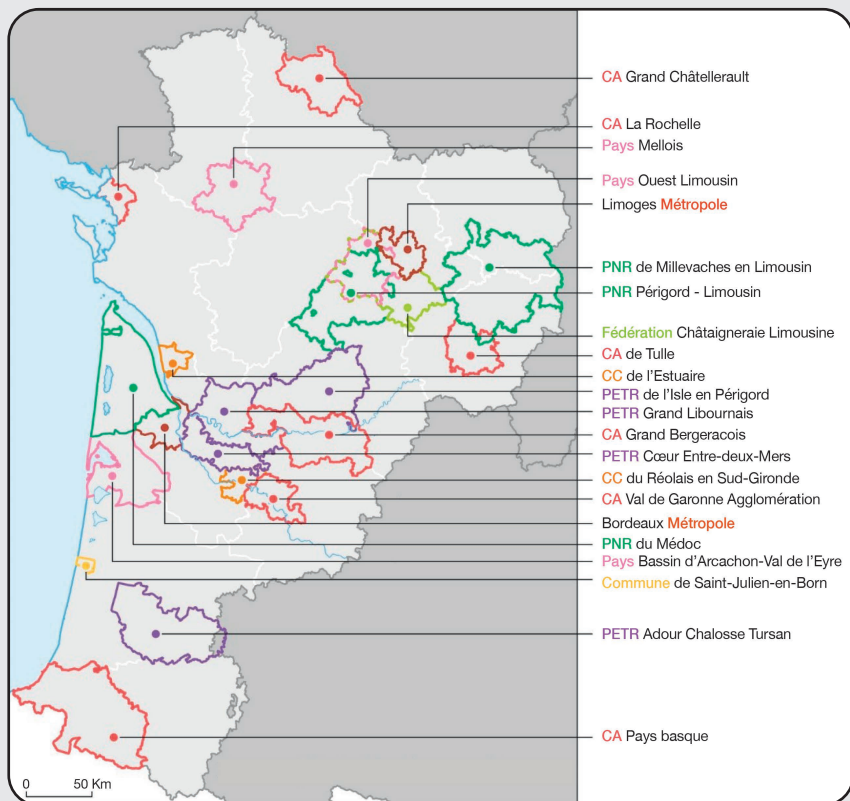 CA Grand Châtellerault
CA La Rochelle
Pays Mellois
Pays Ouest Limousin
Limoges Métropole
PNR de Millevaches en Limousin
PNR Périgord - Limousin
Fédération Châtaigneraie Limousine
CA de Tulle
CC de l'Estuaire
PETR de l'Isle en Périgord
PETR Grand Libournais
CA Grand Bergeracois
PETR Cœur Entre-deux-Mers
CC du Réolais en Sud-Gironde
CA Val de Garonne Agglomération
Bordeaux Métropole
PNR du Médoc
Pays Bassin d'Arcachon-Val de l'Eyre
Commune de Saint-Julien-en-Born
PETR Adour Chalosse Tursan
CA Pays basque
0 50 Km